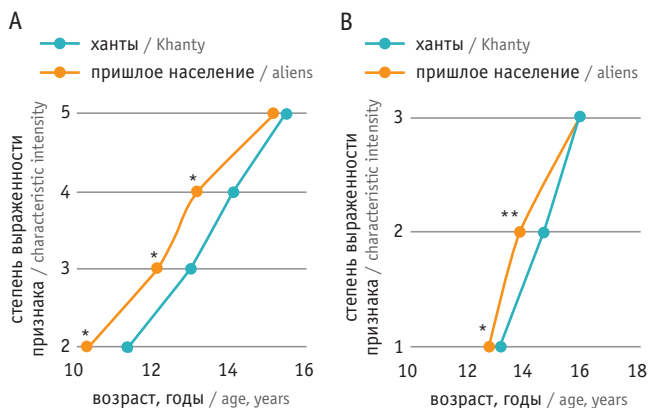 A
ханты / Khanty
пришлое население / aliens
степень выраженности
признака / characteristic intensity
5
*
4
*
3
*
2
10 12 14 16
возраст, годы / age, years
B
ханты / Khanty
пришлое население / aliens
степень выраженности
признака / characteristic intensity
3
**
2
*
1
10 12 14 16 18
возраст, годы / age, years